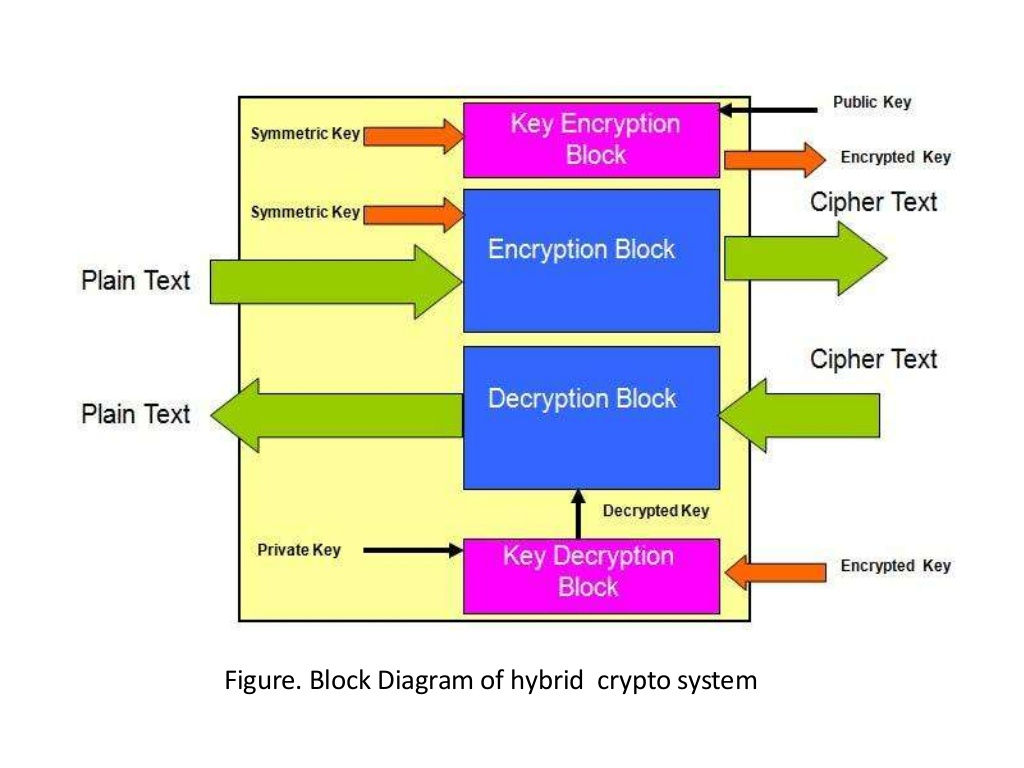 Public Key
Key Encryption
Block
Symmetric Key
Encrypted Key
Cipher Text
Symmetric Key
Encryption Block
Plain Text
Cipher Text
Decryption Block
Plain Text
Decrypted Key
Private Key
Key Decryption
Block
Encrypted Key
Figure. Block Diagram of hybrid crypto system